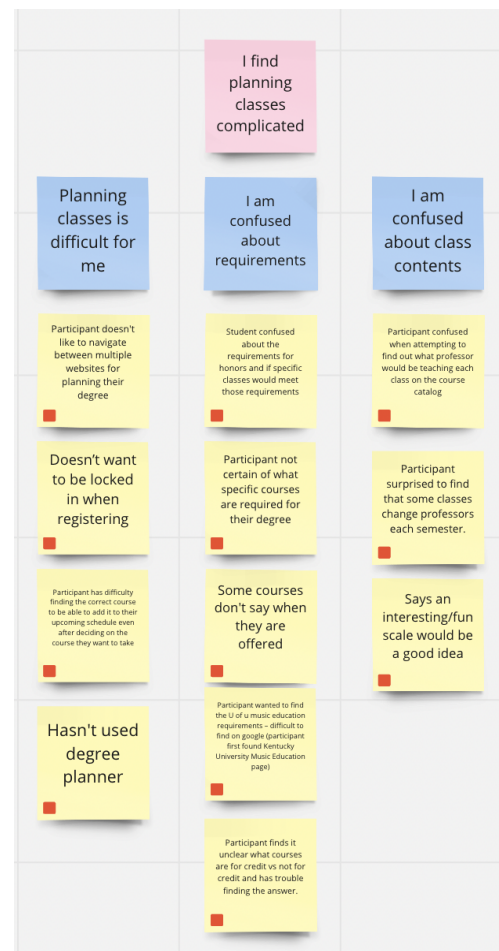 I find
planning
classes
complicated
Planning
classes is
difficult for
me
I am
confused
about
requirements
I am
confused
about class
contents
Participant doesn't
like to navigate
between multiple
websites for
planning their
degree
Student confused
about the
requirements for
honors and if specific
classes would meet
those requirements
Participant confused
when attempting to
find out what professor
would be teaching each
class on the course
catalog
Doesn't want
to be locked
in when
registering
Participant not
certain of what
specific courses
are required for
their degree
Participant
surprised to find
that some classes
change professors
each semester.
Participant has difficulty
finding the correct course
to be able to add it to their
upcoming schedule even
after deciding on the
course they want to take
Some courses
don't say when
they are
offered
Says an
interesting/fun
scale would be
a good idea
Hasn't used
degree
planner
Participant wanted to find
the U of u music education
requirements – difficult to
find on google (participant
first found Kentucky
University Music Education
page)
Participant finds it
unclear what courses
are for credit vs not for
credit and has trouble
finding the answer.